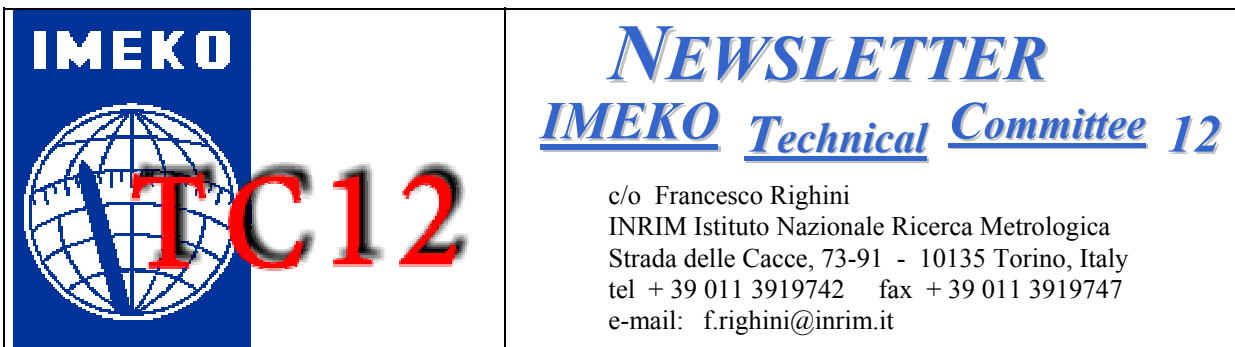 IMEKO
TC12
NEWSLETTER
IMEKO Technical Committee 12
c/o Francesco Righini
INRIM Istituto Nazionale Ricerca Metrologica
Strada delle Cacce, 73-91 - 10135 Torino, Italy
tel + 39 011 3919742 fax + 39 011 3919747
e-mail: f.righini@inrim.it